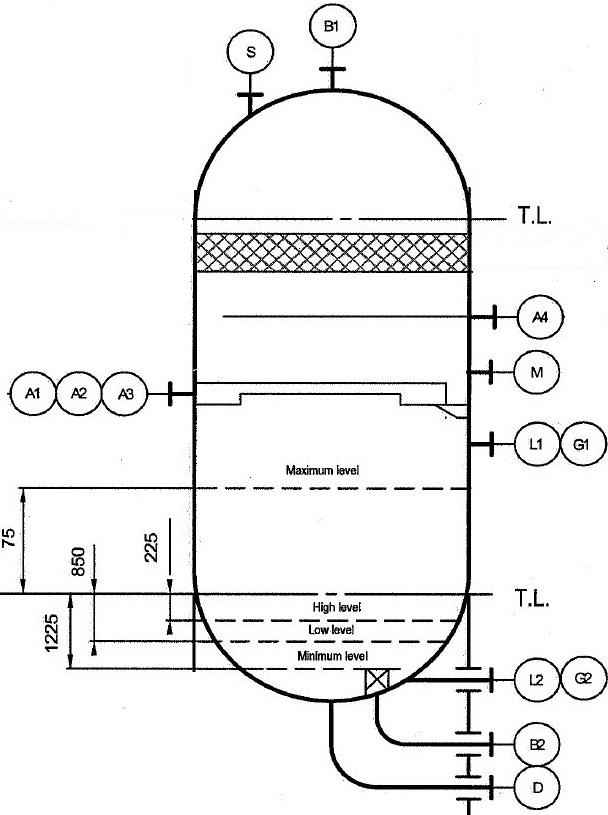 B1
S
T.L.
A4
M
A1 A2 A3
L1 G1
Maximum level
75
850
225
T.L.
High level
Low level
1225
Minimum level
L2 G2
B2
D